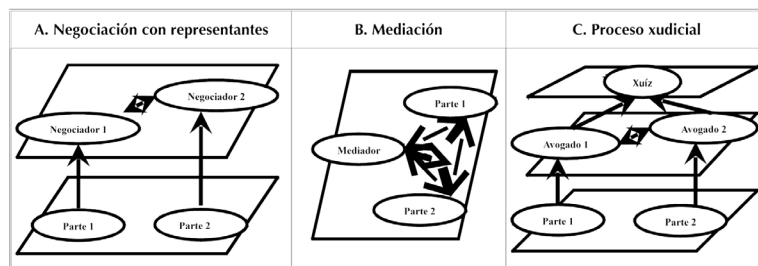 A. Negociación con representantes
Negociador 2
Negociador 1
Parte 1
Parte 2
B. Mediación
Parte 1
Mediador
Parte 2
C. Proceso xudicial
Xuíz
Avogado 1
Avogado 2
Parte 1
Parte 2